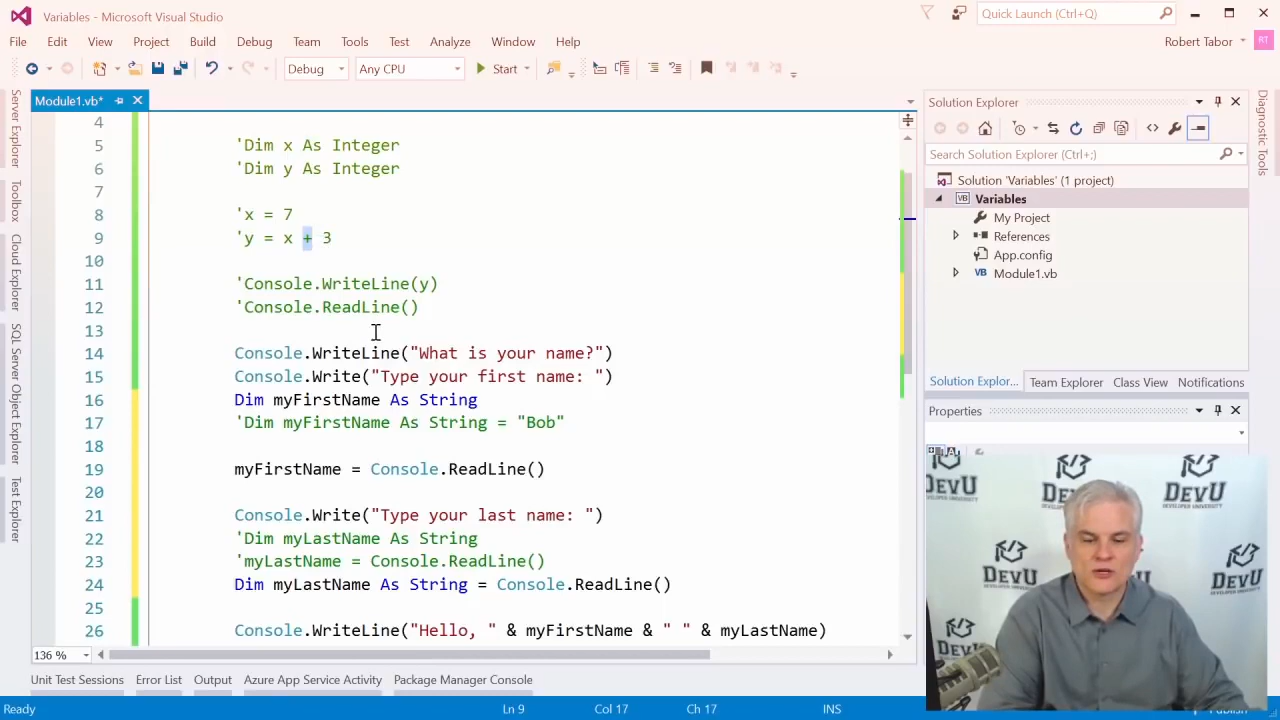 Variables - Microsoft Visual Studio
Quick Launch (Ctrl+Q)
File Edit View Project Build Debug Team Tools Test Analyze Window Help
Robert Tabor RT
Debug Any CPU Start
Module1.vb*
Solution Explorer
Search Solution Explorer (Ctrl+;)
Solution 'Variables' (1 project)
Variables
My Project
References
App.config
Module1.vb
Solution Explor... Team Explorer Class View Notifications
Properties
Server Explorer
Toolbox
Cloud Explorer
SQL Server Object Explorer
Test Explorer
Diagnostic Tools
4
5 'Dim x As Integer
6 'Dim y As Integer
7
8 'x = 7
9 'y = x + 3
10
11 'Console.WriteLine(y)
12 'Console.ReadLine()
13
14 Console.WriteLine("What is your name?")
15 Console.Write("Type your first name: ")
16 Dim myFirstName As String
17 'Dim myFirstName As String = "Bob"
18
19 myFirstName = Console.ReadLine()
20
21 Console.Write("Type your last name: ")
22 'Dim myLastName As String
23 'myLastName = Console.ReadLine()
24 Dim myLastName As String = Console.ReadLine()
25
26 Console.WriteLine("Hello, " & myFirstName & " " & myLastName)
136 %
Unit Test Sessions Error List Output Azure App Service Activity Package Manager Console
Ready Ln 9 Col 17 Ch 17 INS
DEVU
DEVELOPER UNIVERSITY
DEVU
DEVU
DEVU
DEVU
DEVU